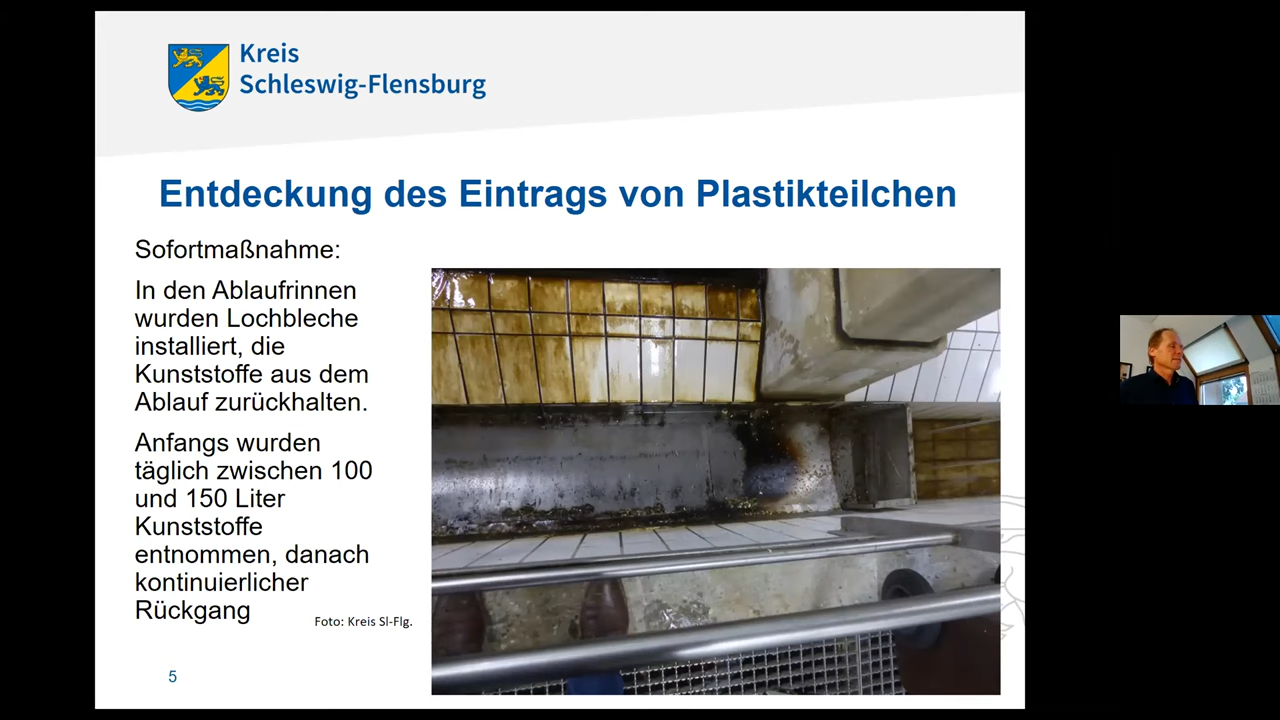 Kreis
Schleswig-Flensburg
Entdeckung des Eintrags von Plastikteilchen
Sofortmaßnahme:
In den Ablaufrinnen
wurden Lochbleche
installiert, die
Kunststoffe aus dem
Ablauf zurückhalten.
Anfangs wurden
täglich zwischen 100
und 150 Liter
Kunststoffe
entnommen, danach
kontinuierlicher
Rückgang
Foto: Kreis Sl-Flg.
5